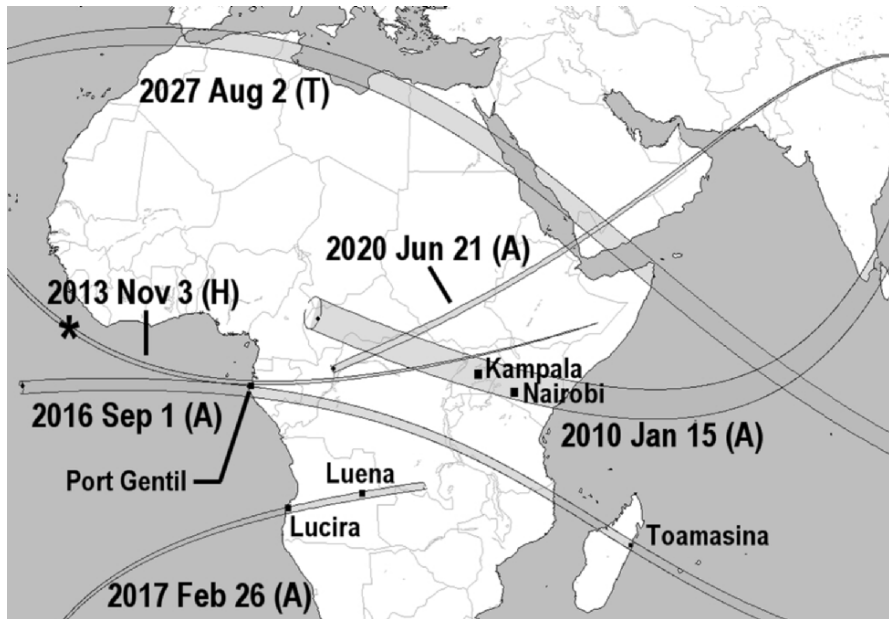 2027 Aug 2 (T)
2020 Jun 21 (A)
2013 Nov 3 (H)
*
Kampala
Nairobi
2016 Sep 1 (A)
2010 Jan 15 (A)
Port Gentil
Luena
Lucira
Toamasina
2017 Feb 26 (A)